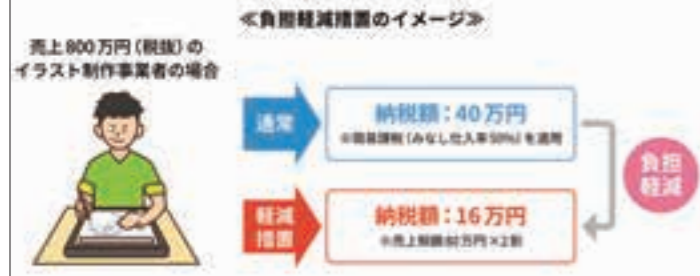 ≪負担軽減措置のイメージ≫
売上800万円(税抜)の
イラスト制作事業者の場合
通常
納税額:40万円
※簡易課税(みなし仕入率50%)を適用
負担
軽減
軽減
措置
納税額:16万円
※売上税額80万円×2割